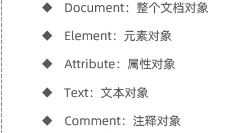 ◆ Document：整个文档对象
◆ Element：元素对象
◆ Attribute：属性对象
◆ Text：文本对象
◆ Comment：注释对象